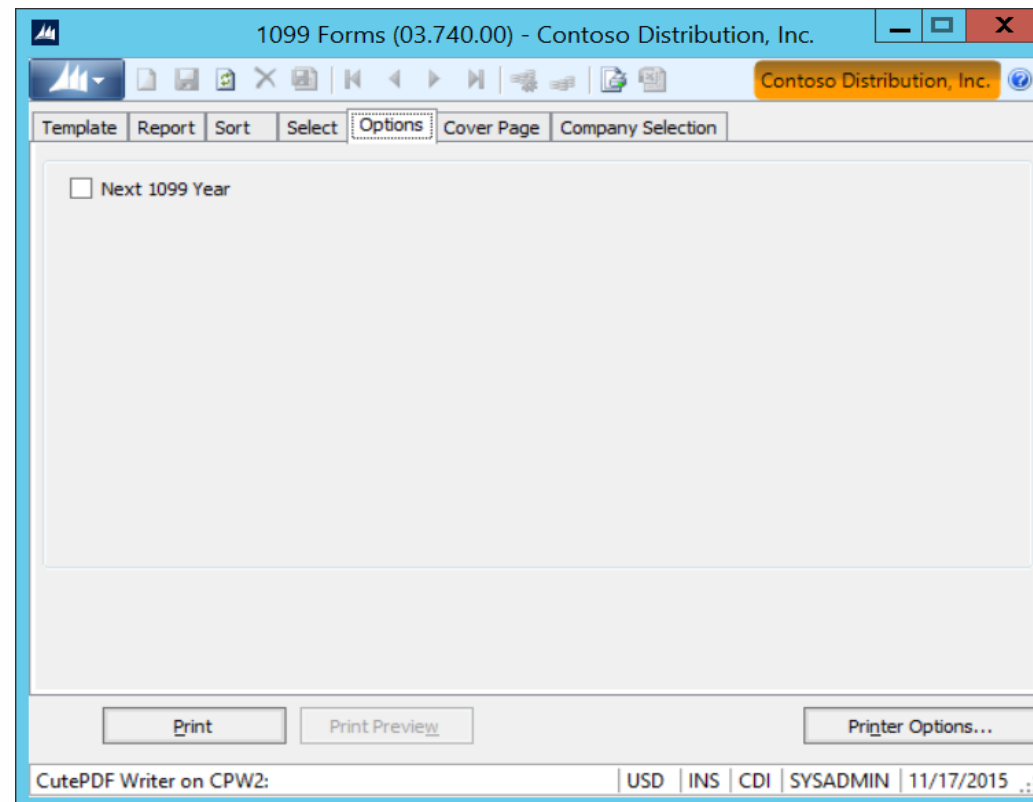 1099 Forms (03.740.00) - Contoso Distribution, Inc.
Contoso Distribution, Inc.
Template Report Sort Select Options Cover Page Company Selection
Next 1099 Year
Print Print Preview Printer Options...
CutePDF Writer on CPW2: USD INS CDI SYSADMIN 11/17/2015